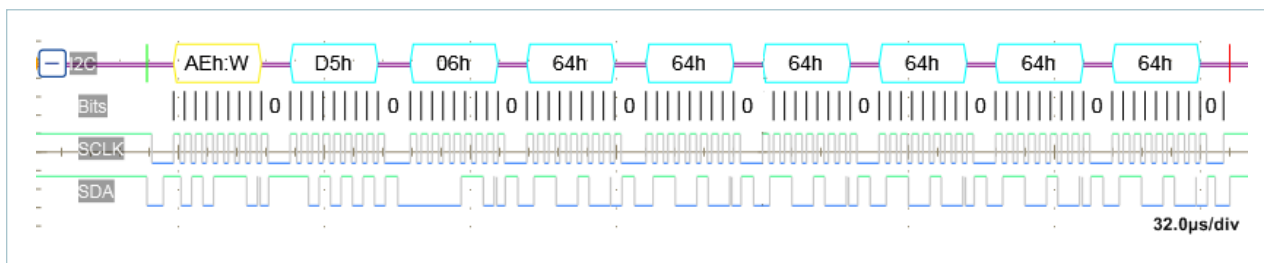 I2C AEh:W D5h 06h 64h 64h 64h 64h 64h 64h
Bits 0 0 0 0 0 0 0 0 0
SCLK
SDA
32.0µs/div